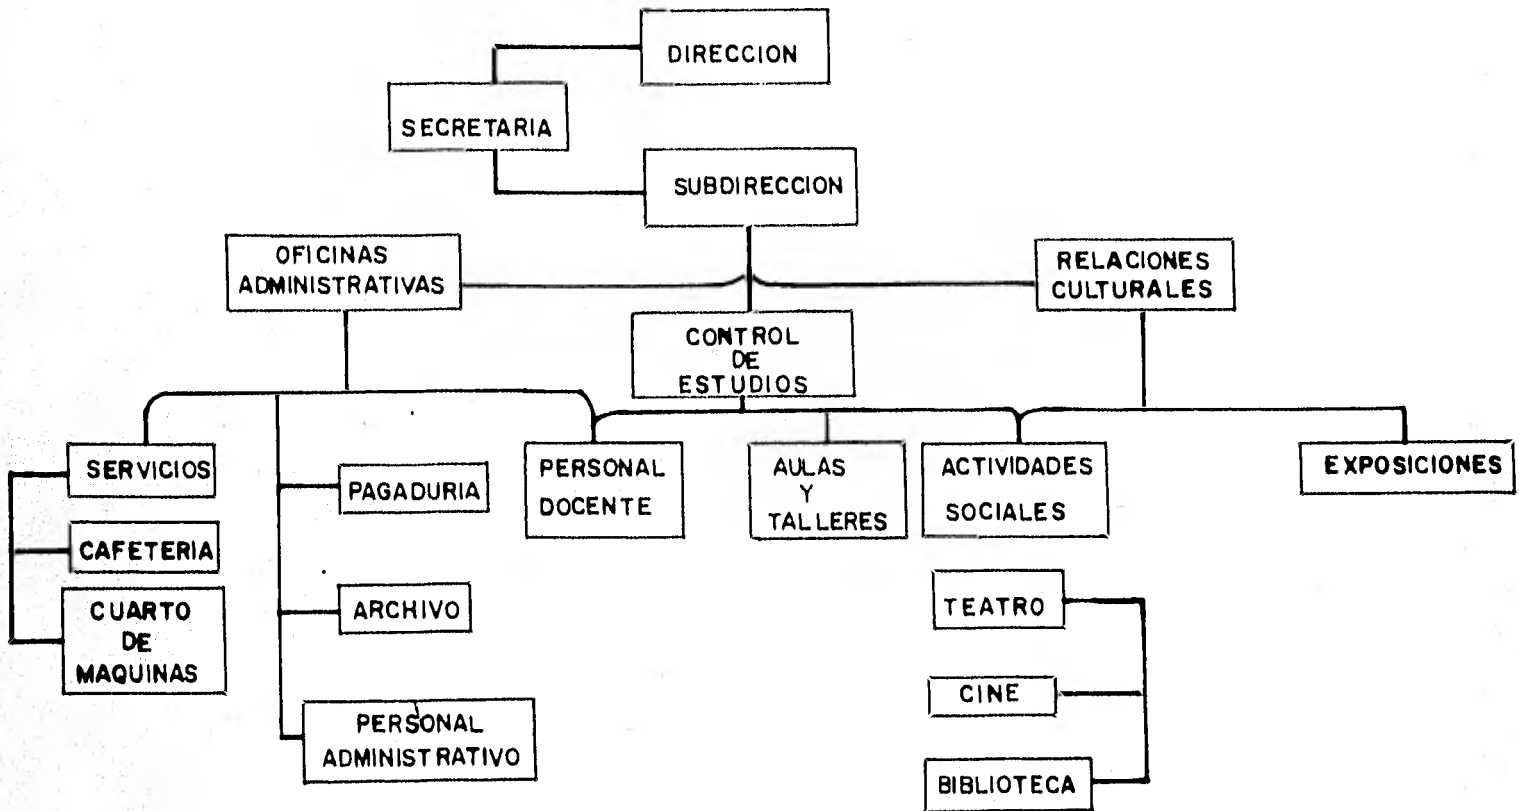 DIRECCION
SECRETARIA
SUBDIRECCION
OFICINAS
ADMINISTRATIVAS
RELACIONES
CULTURALES
CONTROL
DE
ESTUDIOS
SERVICIOS
CAFETERIA
CUARTO
DE
MAQUINAS
PAGADURIA
ARCHIVO
PERSONAL
ADMINISTRATIVO
PERSONAL
DOCENTE
AULAS
Y
TALLERES
ACTIVIDADES
SOCIALES
TEATRO
CINE
BIBLIOTECA
EXPOSICIONES